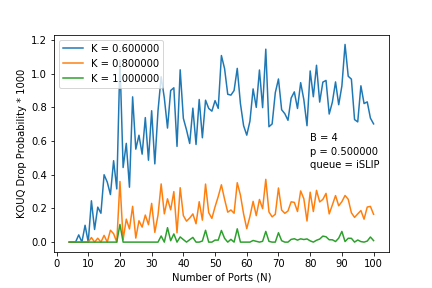 K = 0.600000
K = 0.800000
K = 1.000000
KOUQ Drop Probability * 1000
1.2
1.0
0.8
0.6
0.4
0.2
0.0
B = 4
p = 0.500000
queue = iSLIP
0 10 20 30 40 50 60 70 80 90 100
Number of Ports (N)